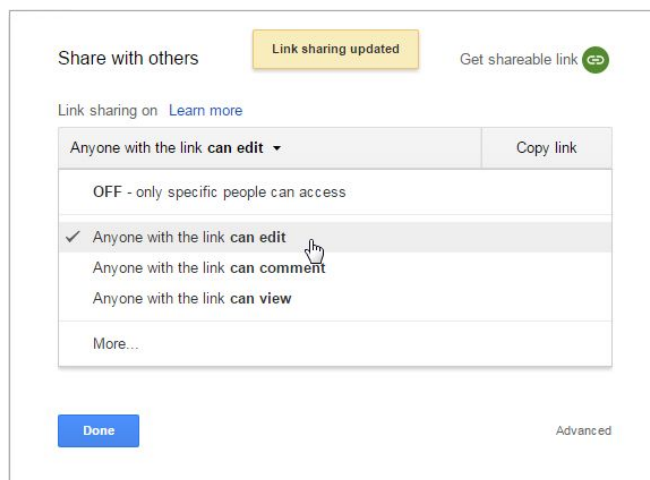 Link sharing updated
Share with others
Get shareable link
Link sharing on Learn more
Anyone with the link can edit
Copy link
OFF - only specific people can access
Anyone with the link can edit
Anyone with the link can comment
Anyone with the link can view
More...
Done
Advanced